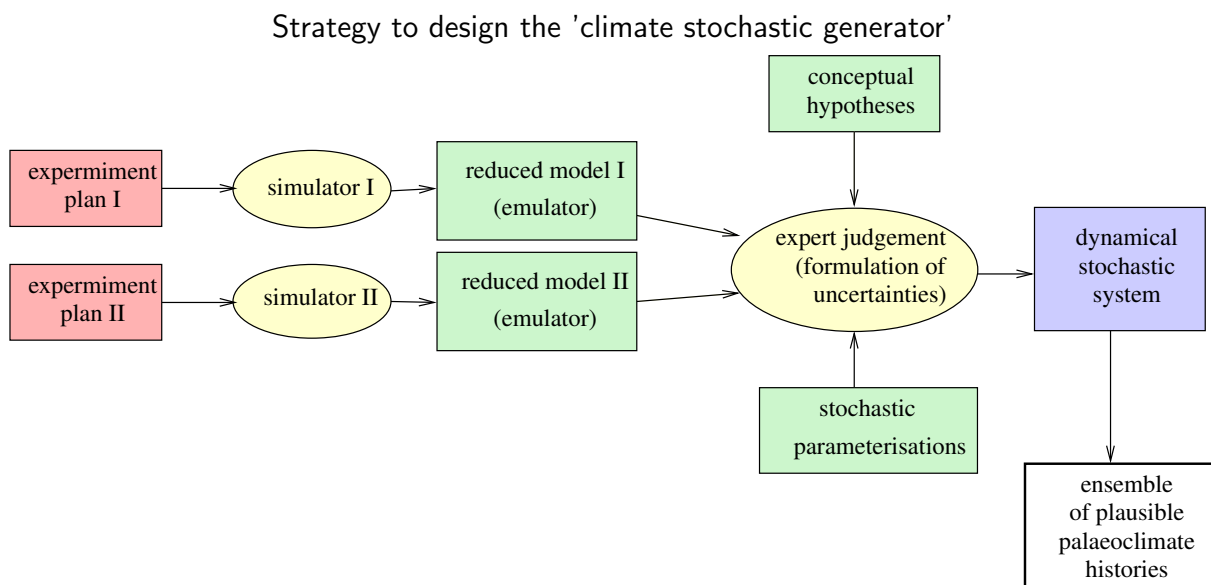 Strategy to design the ’climate stochastic generator’
conceptual
hypotheses
expermiment
plan I
simulator I
reduced model I
(emulator)
expermiment
plan II
simulator II
reduced model II
(emulator)
expert judgement
(formulation of
uncertainties)
dynamical
stochastic
system
stochastic
parameterisations
ensemble
of plausible
palaeoclimate
histories